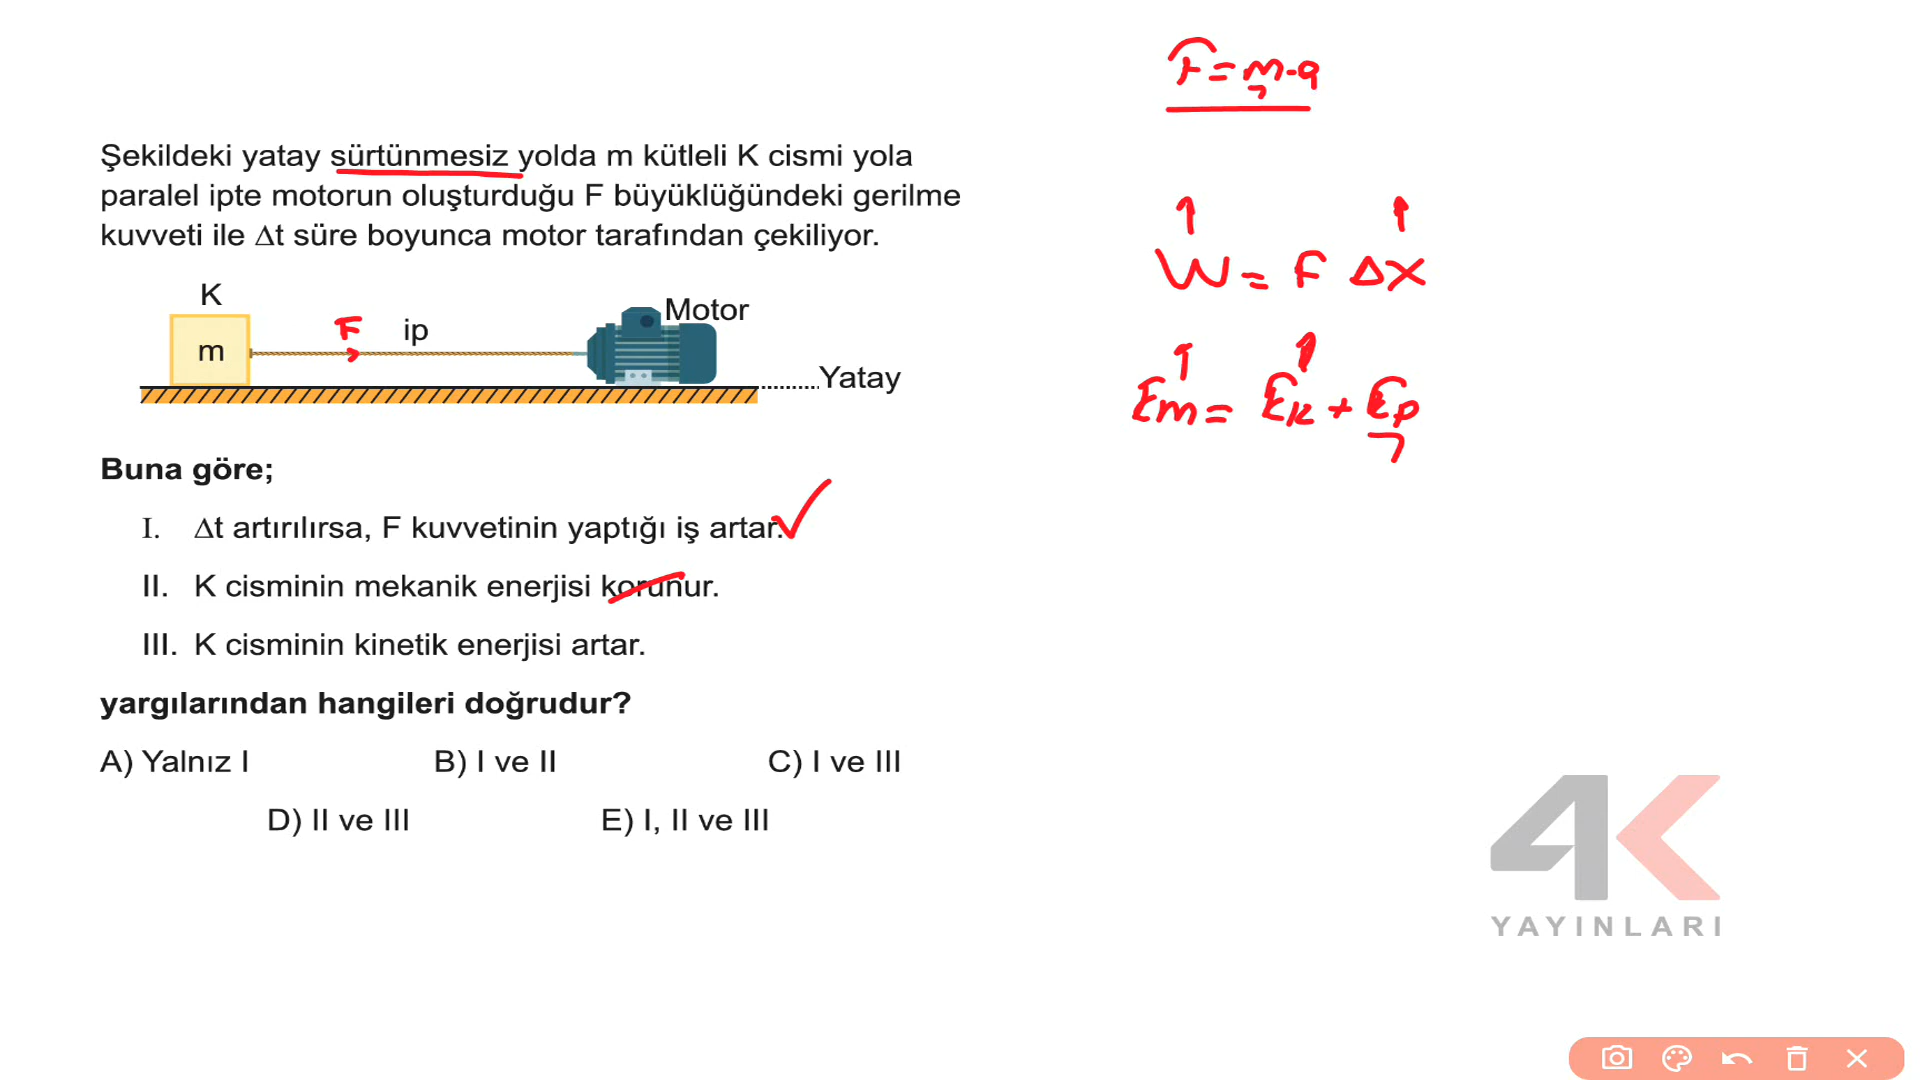 F = m.a
Şekildeki yatay sürtünmesiz yolda m kütleli K cismi yola
paralel ipte motorun oluşturduğu F büyüklüğündeki gerilme
kuvveti ile Δt süre boyunca motor tarafından çekiliyor.
W = F ΔX
K
Motor
F
ip
m
Yatay
Em = Ek + Ep
Buna göre;
I. Δt artırılırsa, F kuvvetinin yaptığı iş artar.
II. K cisminin mekanik enerjisi korunur.
III. K cisminin kinetik enerjisi artar.
yargılarından hangileri doğrudur?
A) Yalnız I B) I ve II C) I ve III
D) II ve III E) I, II ve III
4K
YAYINLARI